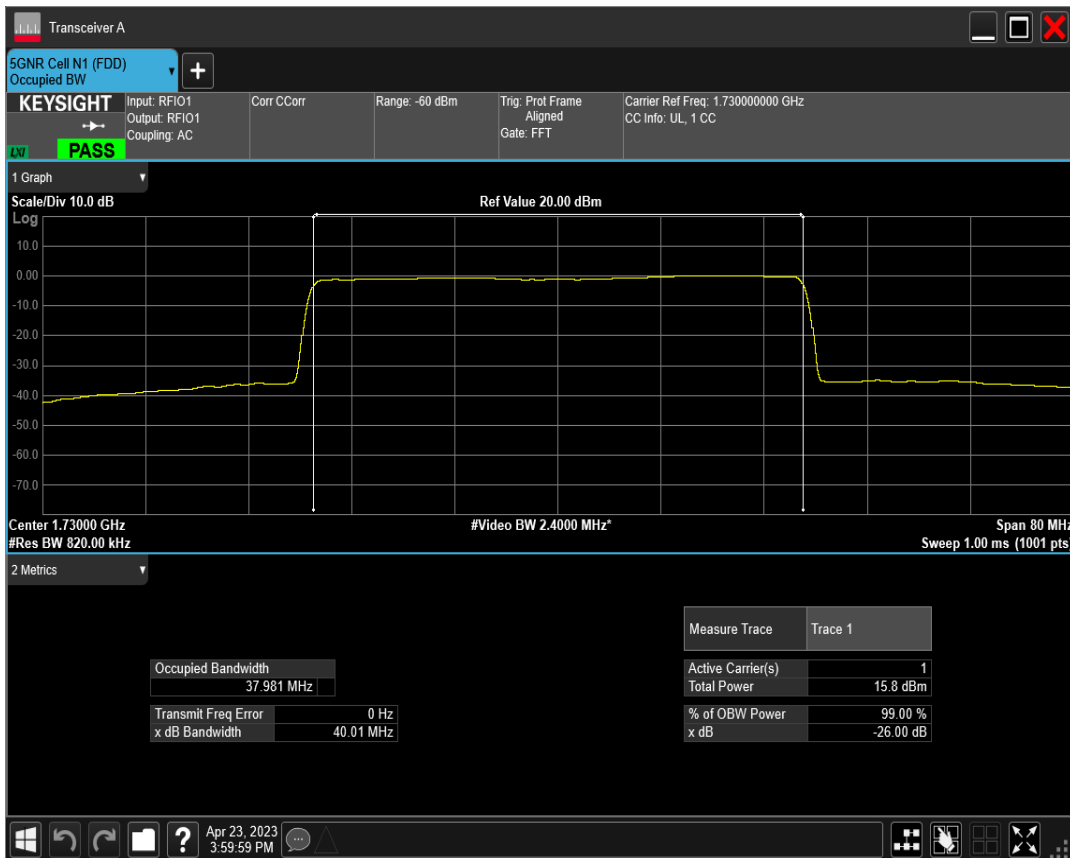 Transceiver A
5GNR Cell N1 (FDD)
Occupied BW
KEYSIGHT
LXI
PASS
Input: RFIO1
Output: RFIO1
Coupling: AC
Corr CCorr
Range: -60 dBm
Trig: Prot Frame
Aligned
Gate: FFT
Carrier Ref Freq: 1.730000000 GHz
CC Info: UL, 1 CC
1 Graph
Scale/Div 10.0 dB
Ref Value 20.00 dBm
Log
10.0
0.00
-10.0
-20.0
-30.0
-40.0
-50.0
-60.0
-70.0
Center 1.73000 GHz
#Video BW 2.4000 MHz*
Span 80 MHz
#Res BW 820.00 kHz
Sweep 1.00 ms (1001 pts)
2 Metrics
Measure Trace Trace 1
Occupied Bandwidth
37.981 MHz
Active Carrier(s) 1
Total Power 15.8 dBm
Transmit Freq Error 0 Hz
x dB Bandwidth 40.01 MHz
% of OBW Power 99.00 %
x dB -26.00 dB
?
Apr 23, 2023
3:59:59 PM